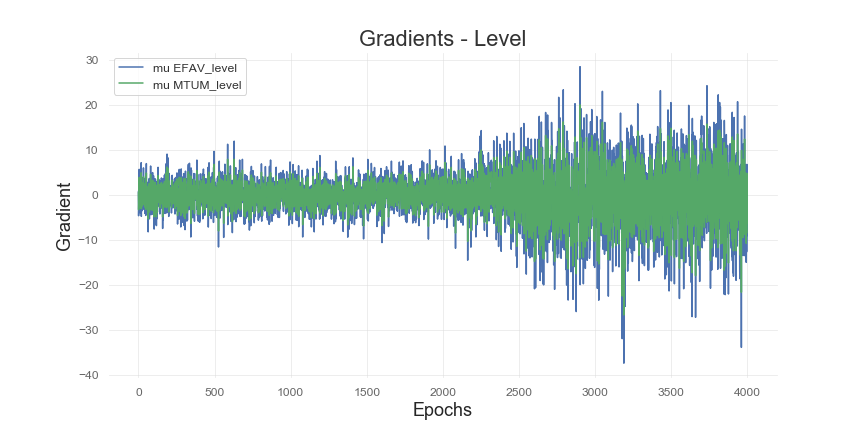 Gradients - Level
mu EFAV_level
mu MTUM_level
30
20
10
0
−10
−20
−30
−40
Gradient
0 500 1000 1500 2000 2500 3000 3500 4000
Epochs